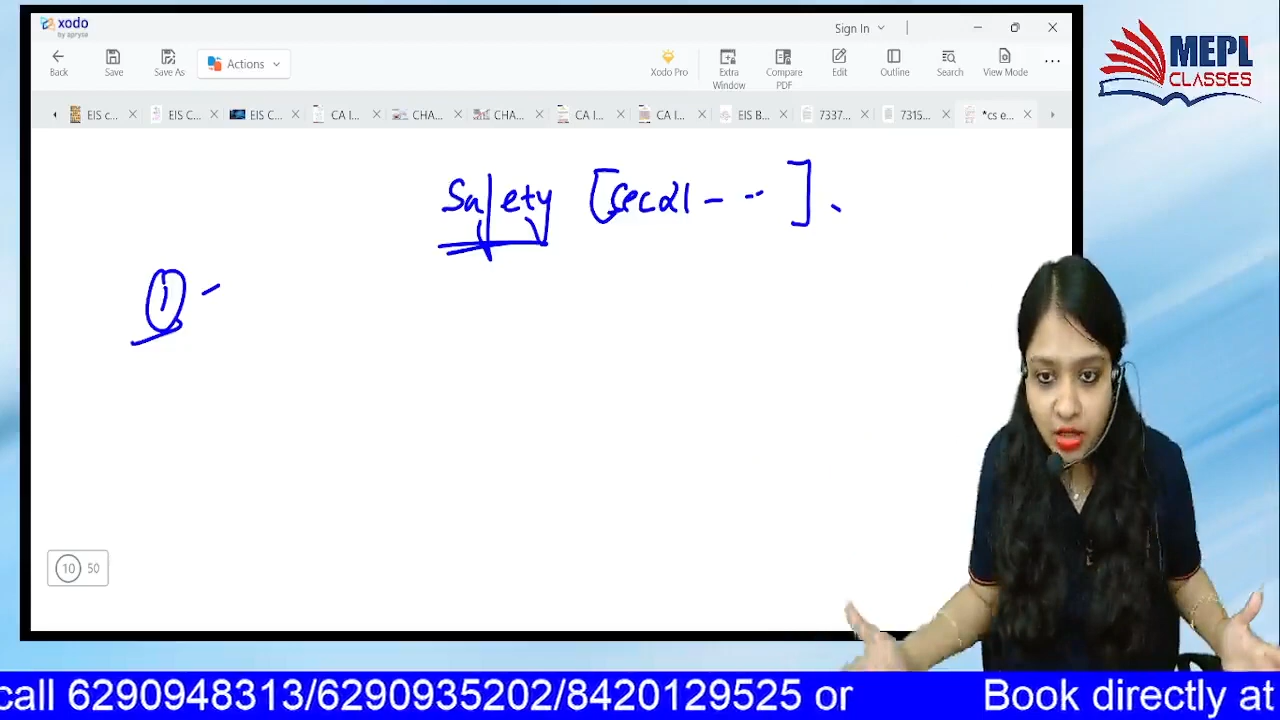 xodo
by apryse
Sign In
Back Save Save As Actions Xodo Pro Extra Window Compare PDF Edit Outline Search View Mode ...
EIS c... EIS C... EIS C... CA I... CHA... CHA... CA I... CA I... EIS B... 7337... 7315... *cs e...
MEPL
CLASSES
Safety [Sec 21 - -- ].
① -
10 50
call 6290948313/6290935202/8420129525 or Book directly at